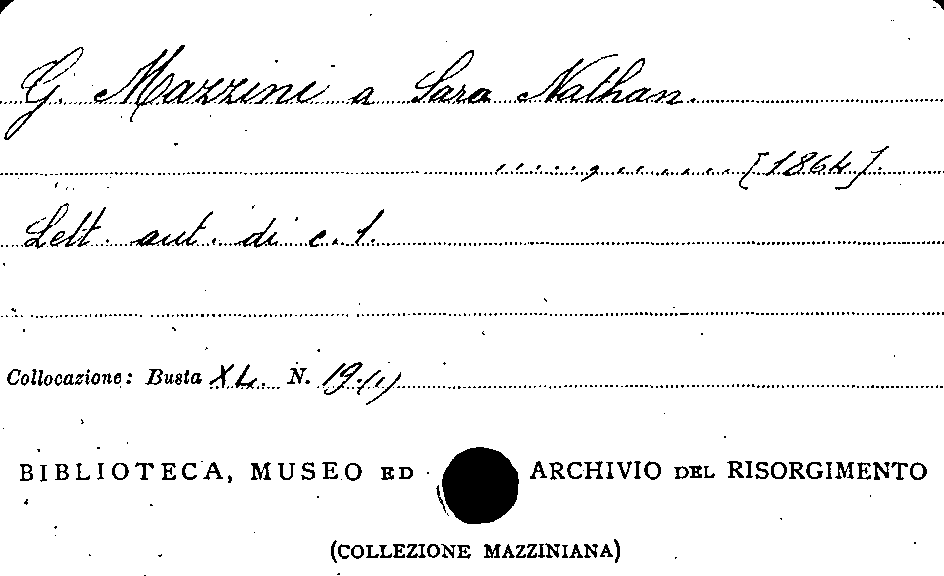 G. Mazzini a Sara Nathan.
....., ...... [1864].
Lett. aut. di c. 1.
Collocazione: Busta XL. N. 19.(1)
BIBLIOTECA, MUSEO ED ARCHIVIO DEL RISORGIMENTO
(COLLEZIONE MAZZINIANA)